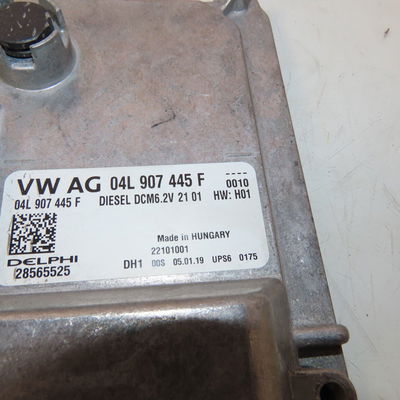 VW AG 04L 907 445 F
04L 907 445 F DIESEL DCM6.2V 21 01 0010 HW: H01
Made in HUNGARY
22101001
DELPHI
28565525 DH1 00S 05.01.19 UPS6 0175